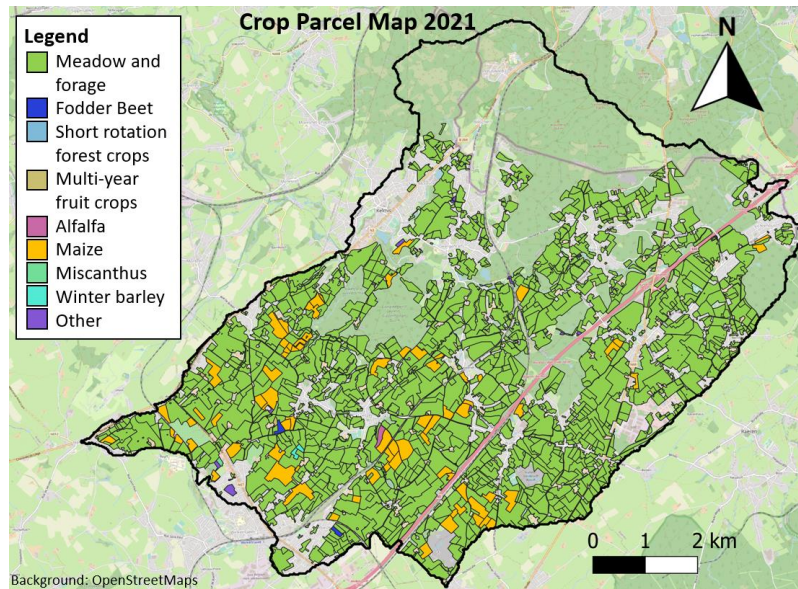 Crop Parcel Map 2021
Legend
Meadow and
forage
Fodder Beet
Short rotation
forest crops
Multi-year
fruit crops
Alfalfa
Maize
Miscanthus
Winter barley
Other
N
0 1 2 km
Background: OpenStreetMaps